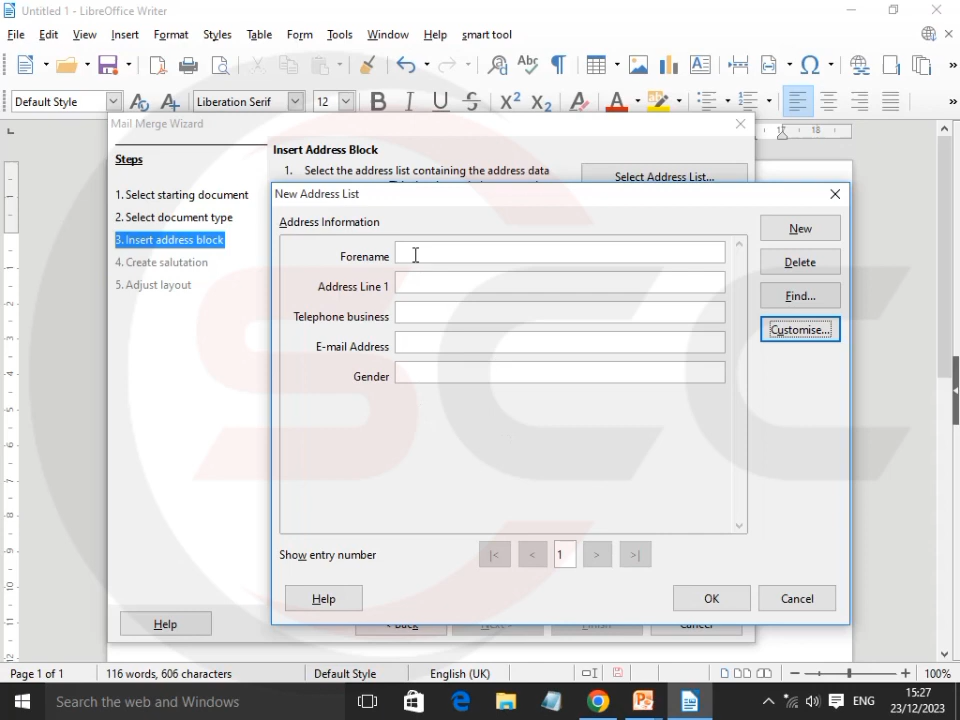 Untitled 1 - LibreOffice Writer
File Edit View Insert Format Styles Table Form Tools Window Help smart tool
Default Style Liberation Serif 12
17 18
Mail Merge Wizard
Steps
1. Select starting document
2. Select document type
3. Insert address block
4. Create salutation
5. Adjust layout
Insert Address Block
1. Select the address list containing the address data
Select Address List...
New Address List
Address Information
Forename
Address Line 1
Telephone business
E-mail Address
Gender
New
Delete
Find...
Customise...
Show entry number
|< < 1 > >|
Help OK Cancel
Help
SCC
Page 1 of 1 116 words, 606 characters Default Style English (UK) 100%
Search the web and Windows
ENG
15:27
23/12/2023